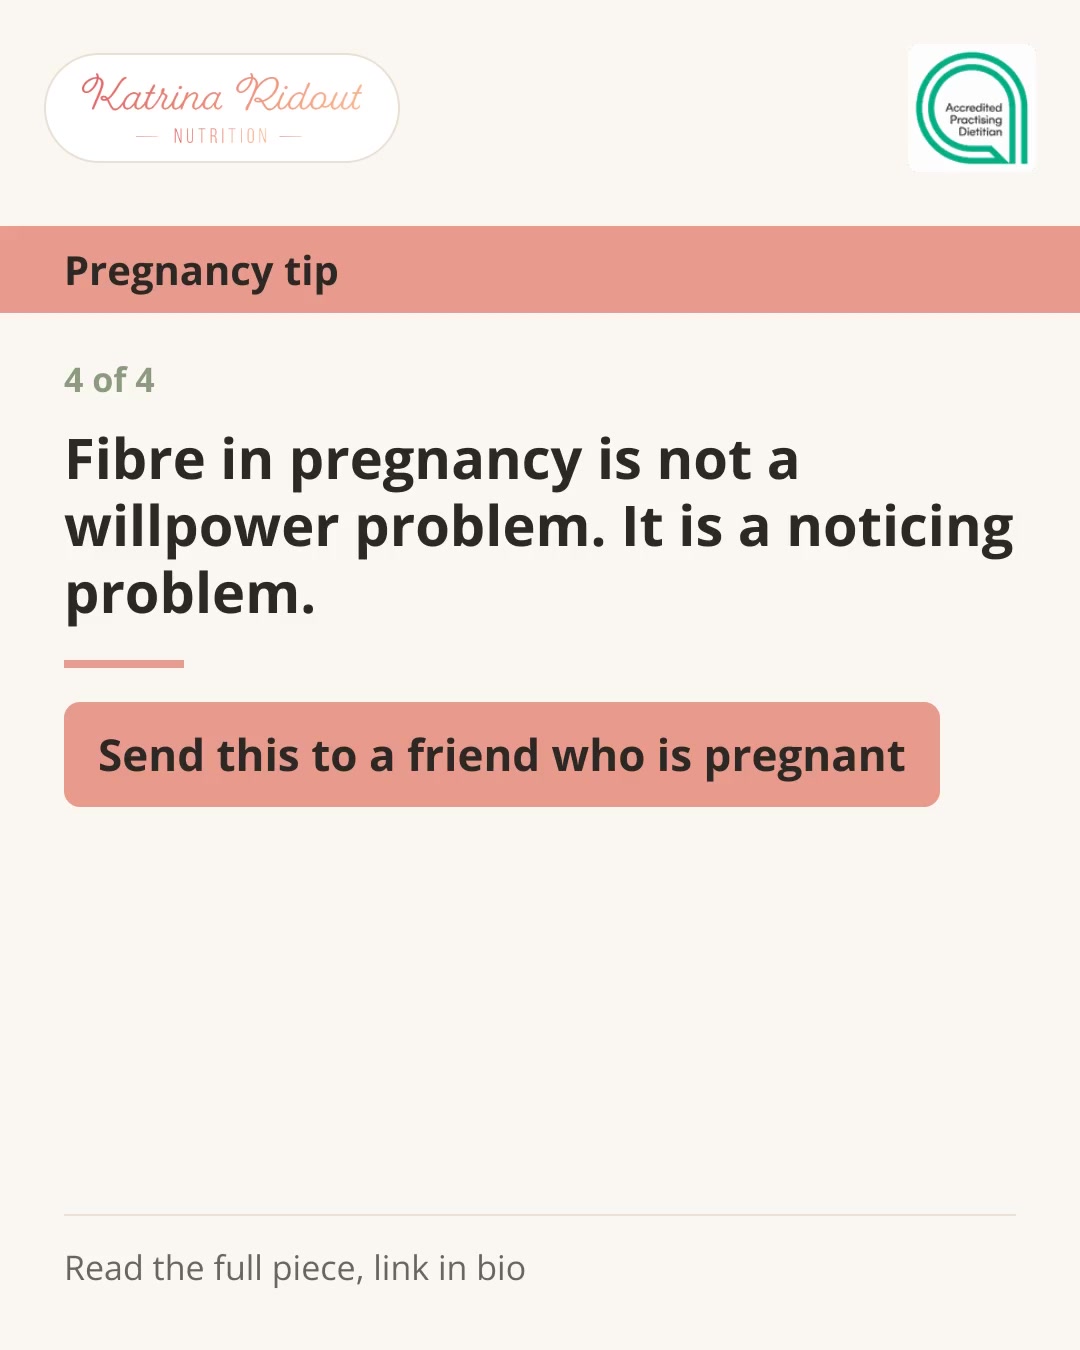 Katrina Ridout
NUTRITION
Accredited
Practising
Dietitian
Pregnancy tip
4 of 4
Fibre in pregnancy is not a
willpower problem. It is a noticing
problem.
Send this to a friend who is pregnant
Read the full piece, link in bio